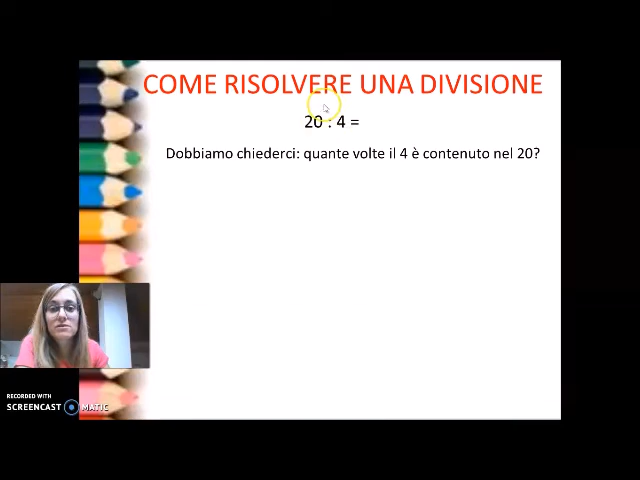 COME RISOLVERE UNA DIVISIONE
20 : 4 =
Dobbiamo chiederci: quante volte il 4 è contenuto nel 20?
RECORDED WITH
SCREENCAST MATIC